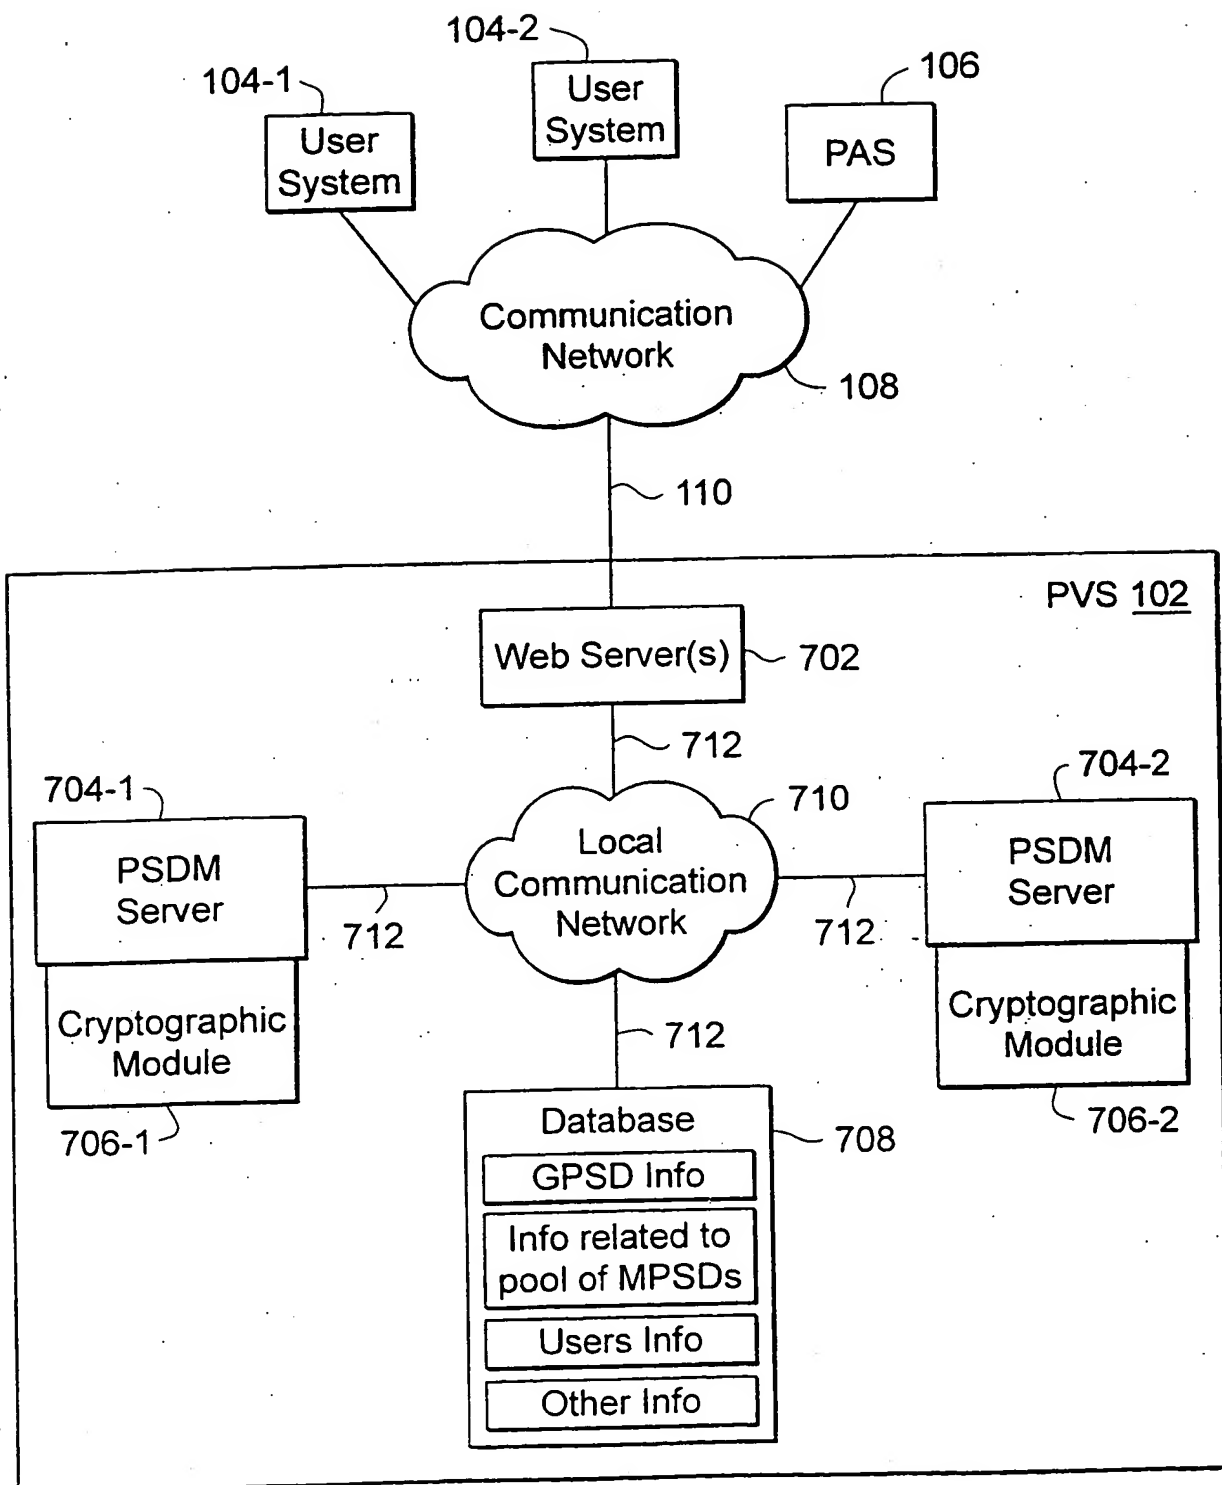 104-2
104-1
106
User
System
User
System
PAS
Communication
Network
108
110
PVS 102
Web Server(s)
702
712
704-1
710
704-2
PSDM
Server
Local
Communication
Network
PSDM
Server
712
712
Cryptographic
Module
712
Cryptographic
Module
706-1
706-2
Database
708
GPSD Info
Info related to
pool of MPSDs
Users Info
Other Info